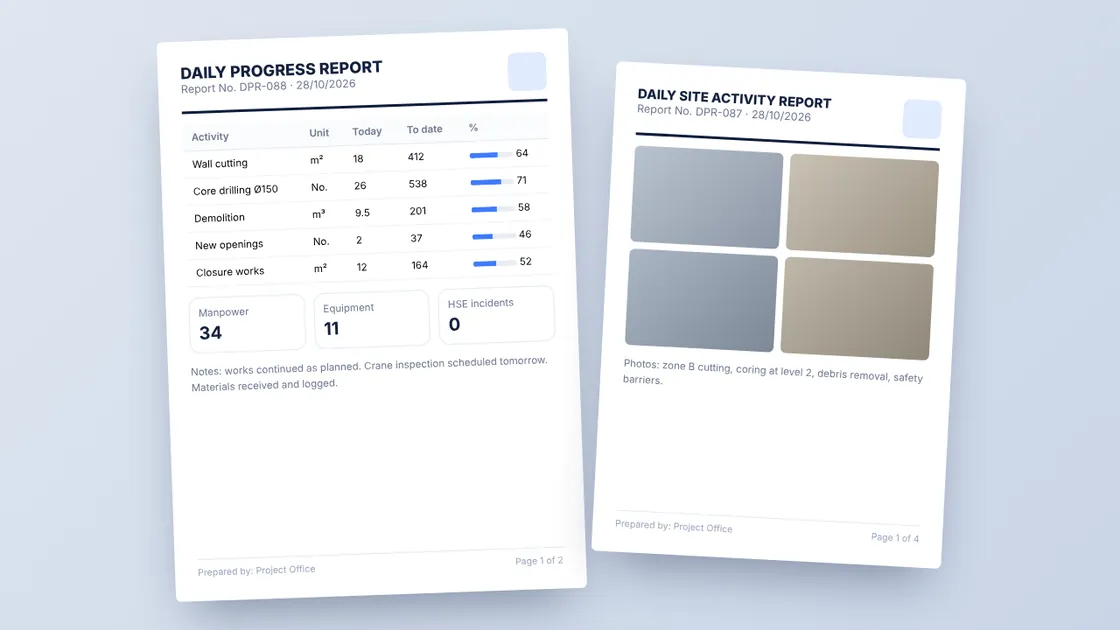 DAILY PROGRESS REPORT
Report No. DPR-088 · 28/10/2026
Activity Unit Today To date %
Wall cutting m² 18 412 64
Core drilling Ø150 No. 26 538 71
Demolition m³ 9.5 201 58
New openings No. 2 37 46
Closure works m² 12 164 52
Manpower
34
Equipment
11
HSE incidents
0
Notes: works continued as planned. Crane inspection scheduled tomorrow.
Materials received and logged.
Prepared by: Project Office
Page 1 of 2
DAILY SITE ACTIVITY REPORT
Report No. DPR-087 · 28/10/2026
Photos: zone B cutting, coring at level 2, debris removal, safety
barriers.
Prepared by: Project Office
Page 1 of 4